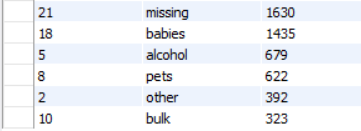 21 missing 1630
18 babies 1435
5 alcohol 679
8 pets 622
2 other 392
10 bulk 323